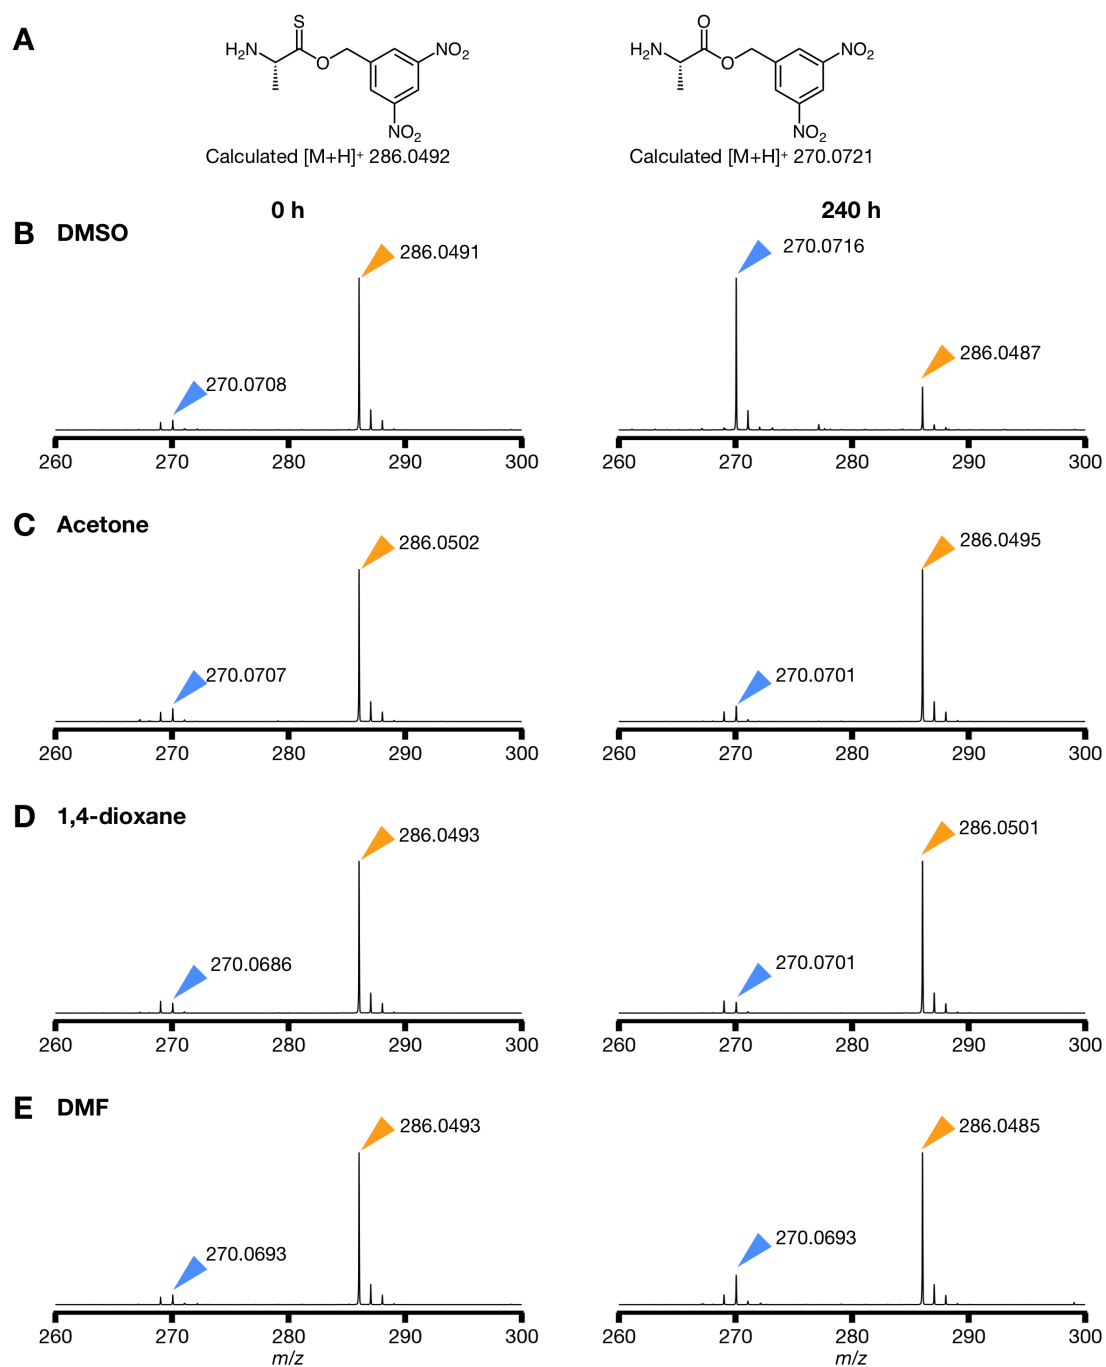 A
S
H₂N
O
NO₂
NO₂
Calculated [M+H]⁺ 286.0492
O
H₂N
O
NO₂
NO₂
Calculated [M+H]⁺ 270.0721
0 h
240 h
B DMSO
286.0491
270.0708
260 270 280 290 300
270.0716
286.0487
260 270 280 290 300
C Acetone
286.0502
270.0707
260 270 280 290 300
286.0495
270.0701
260 270 280 290 300
D 1,4-dioxane
286.0493
270.0686
260 270 280 290 300
286.0501
270.0701
260 270 280 290 300
E DMF
286.0493
270.0693
260 270 280 290 300
m/z
286.0485
270.0693
260 270 280 290 300
m/z